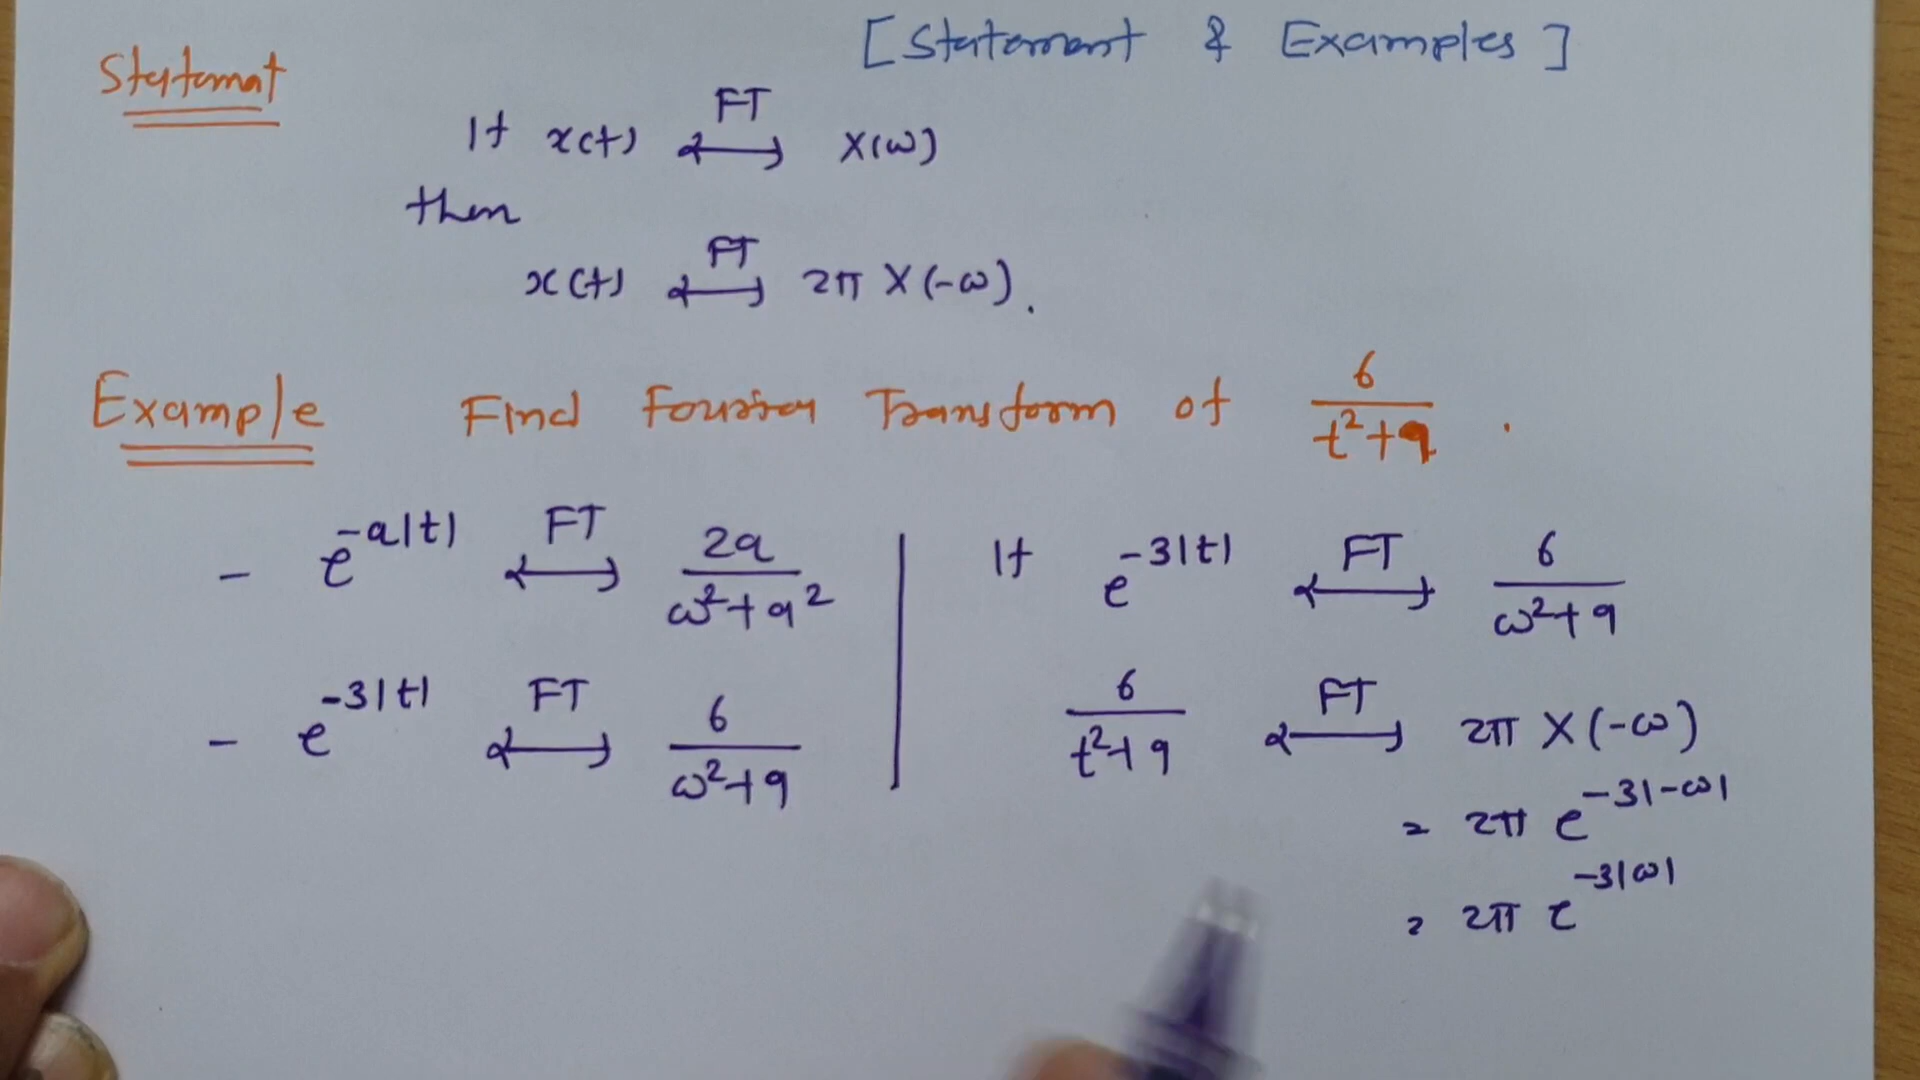 [Statement & Examples]
Statement
If x(t) ⟷ FT X(ω)
then
x(t) ⟷ FT 2π X(-ω).
Example Find Fourier Transform of 6/(t²+9).
- e^(-a|t|) ⟷ FT 2a/(ω²+a²)
- e^(-3|t|) ⟷ FT 6/(ω²+9)
If e^(-3|t|) ⟷ FT 6/(ω²+9)
6/(t²+9) ⟷ FT 2π X(-ω)
= 2π e^(-3|-ω|)
= 2π e^(-3|ω|)